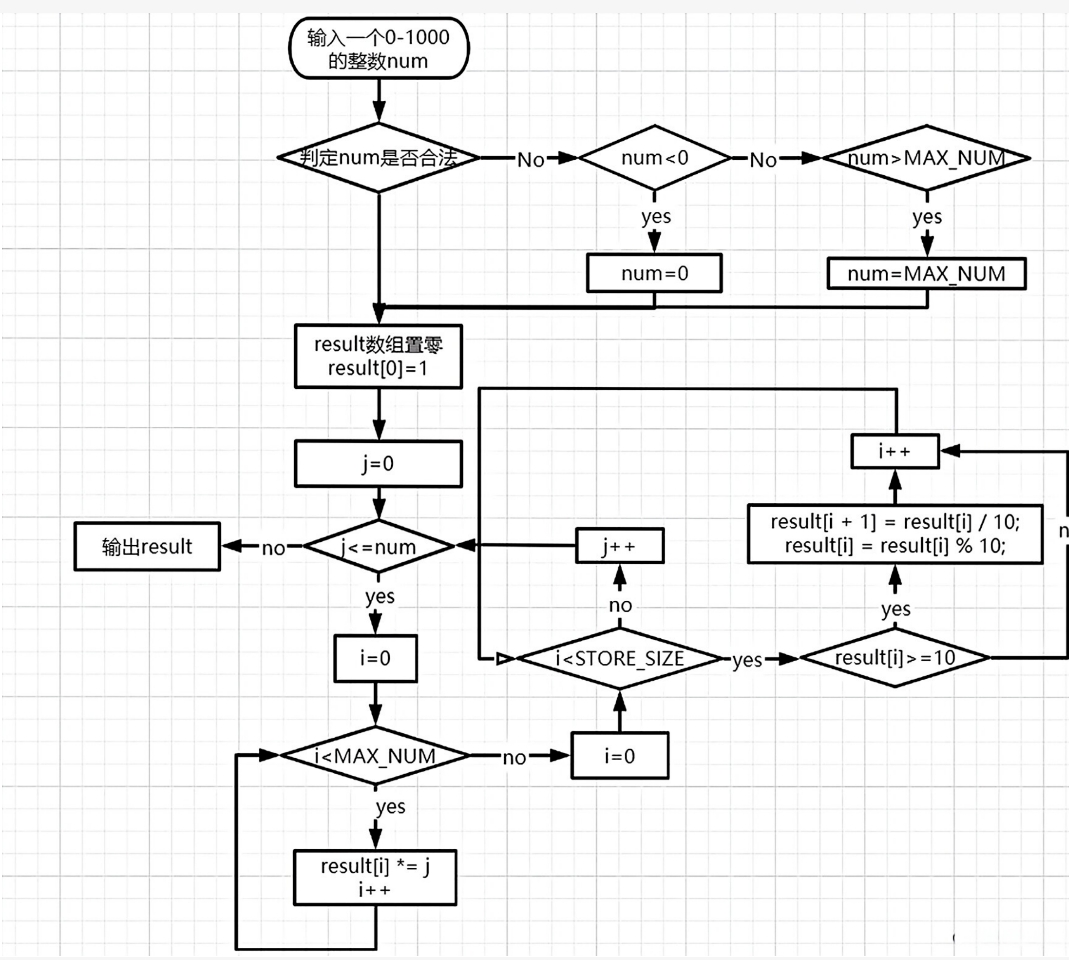 输入一个0-1000
的整数num
判定num是否合法
No
num<0
No
num>MAX_NUM
yes
yes
num=0
num=MAX_NUM
result数组置零
result[0]=1
j=0
i++
result[i + 1] = result[i] / 10;
result[i] = result[i] % 10;
输出result
no
j<=num
j++
yes
no
yes
i=0
i<STORE_SIZE
yes
result[i]>=10
i<MAX_NUM
no
i=0
yes
result[i] *= j
i++